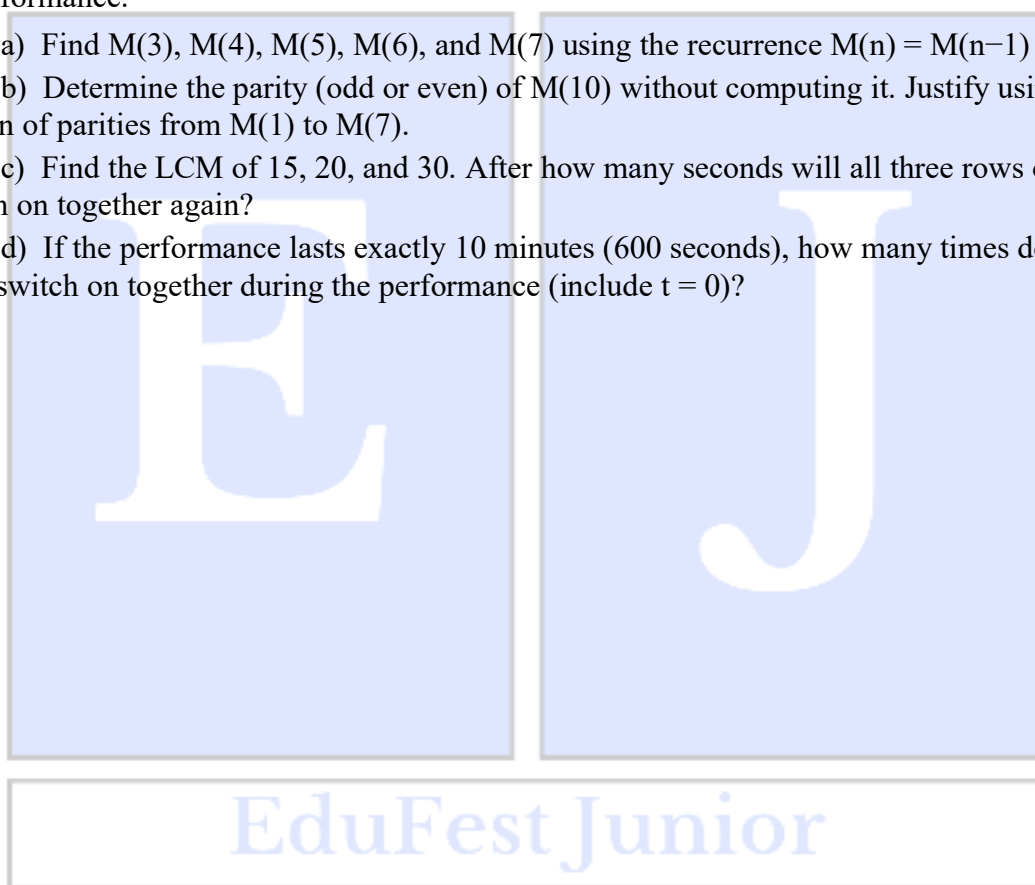 formance.
a) Find M(3), M(4), M(5), M(6), and M(7) using the recurrence M(n) = M(n−1)
b) Determine the parity (odd or even) of M(10) without computing it. Justify usi
n of parities from M(1) to M(7).
c) Find the LCM of 15, 20, and 30. After how many seconds will all three rows
n on together again?
d) If the performance lasts exactly 10 minutes (600 seconds), how many times d
switch on together during the performance (include t = 0)?
E J
EduFest Junior